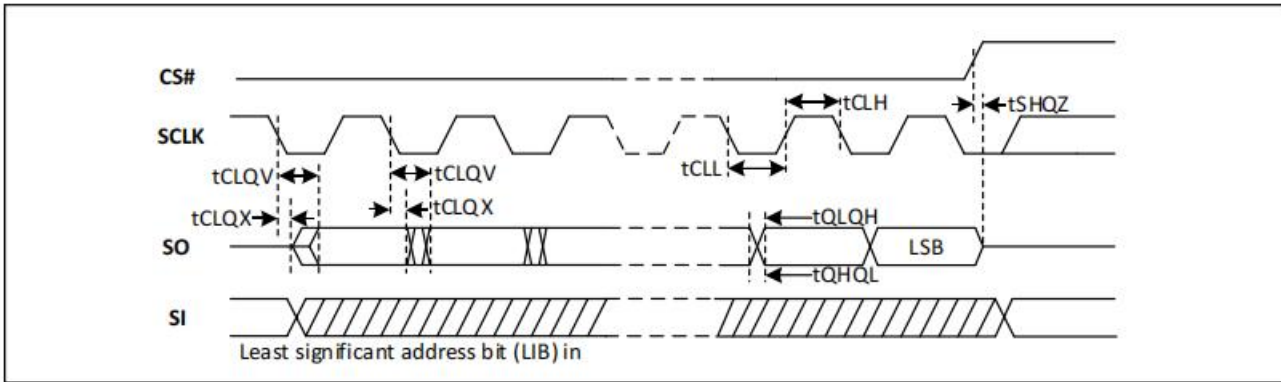 CS#
tCLH
tSHQZ
SCLK
tCLL
tCLQV
tCLQV
tCLQX
tCLQX
tQLQH
SO
LSB
tQHQL
SI
Least significant address bit (LIB) in